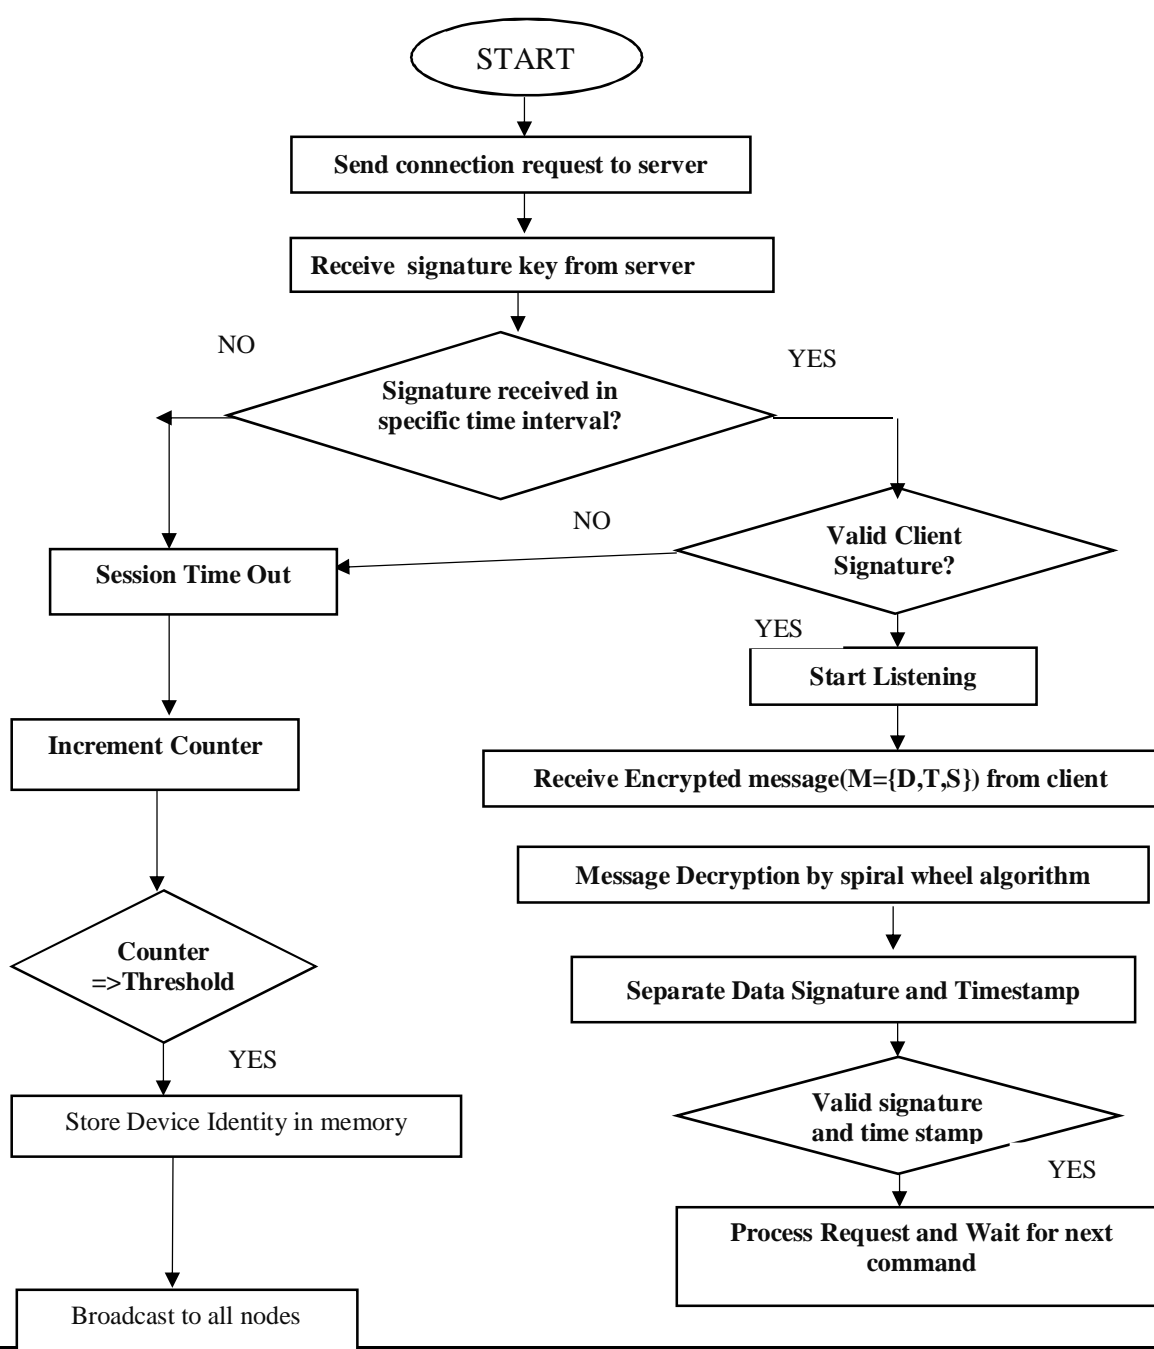 START
Send connection request to server
Receive  signature key from server
NO
YES
Signature received in
specific time interval?
NO
Valid Client
Signature?
Session Time Out
YES
Start Listening
Increment Counter
Receive Encrypted message(M={D,T,S}) from client
Message Decryption by spiral wheel algorithm
Counter
=>Threshold
Separate Data Signature and Timestamp
YES
Store Device Identity in memory
Valid signature
and time stamp
YES
Process Request and Wait for next
command
Broadcast to all nodes